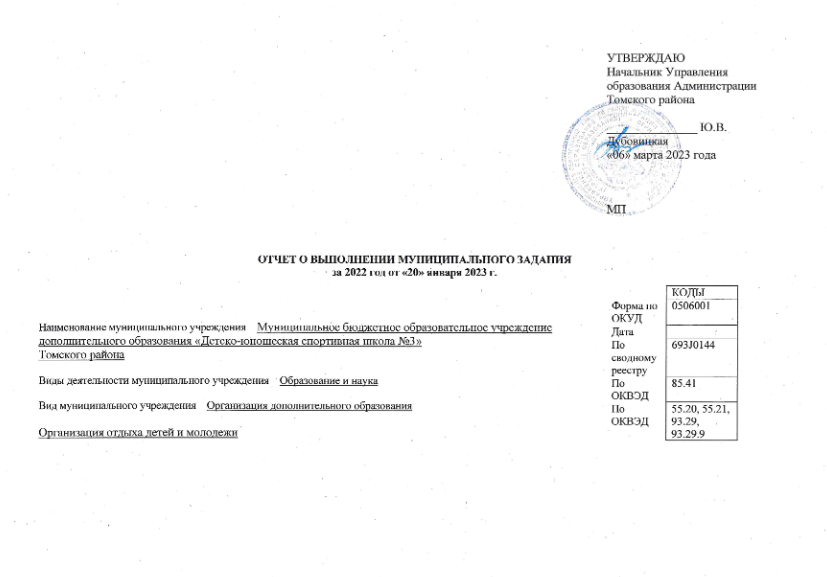 УТВЕРЖДАЮ
Начальник Управления
образования Администрации
Томского района
Ю.В.
Дубовицкая
«06» марта 2023 года
МП
ОТЧЕТ О ВЫПОЛНЕНИИ МУНИЦИПАЛЬНОГО ЗАДАНИЯ
за 2022 год от «20» января 2023 г.
КОДЫ
Форма по 0506001
ОКУД
Дата
По 693J0144
сводному
реестру
По 85.41
ОКВЭД
По 55.20, 55.21,
ОКВЭД 93.29,
93.29.9
Наименование муниципального учреждения Муниципальное бюджетное образовательное учреждение
дополнительного образования «Детско-юношеская спортивная школа №3»
Томского района
Виды деятельности муниципального учреждения Образование и наука
Вид муниципального учреждения Организация дополнительного образования
Организация отдыха детей и молодежи